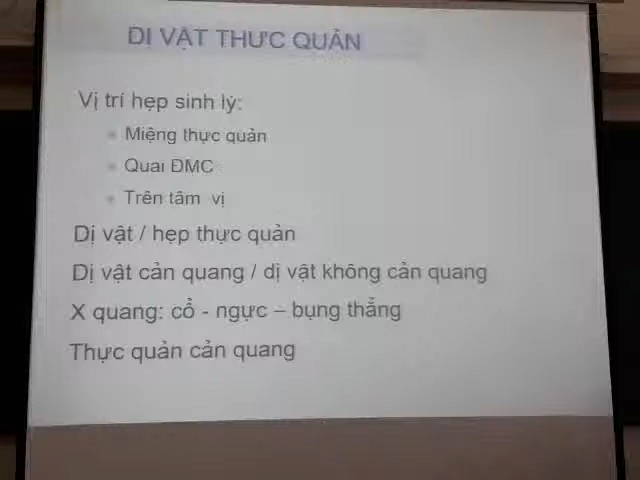 DỊ VẬT THỰC QUẢN
Vị trí hẹp sinh lý:
Miệng thực quản
Quai ĐMC
Trên tâm vị
Dị vật / hẹp thực quản
Dị vật cản quang / dị vật không cản quang
X quang: cổ - ngực – bụng thẳng
Thực quản cản quang